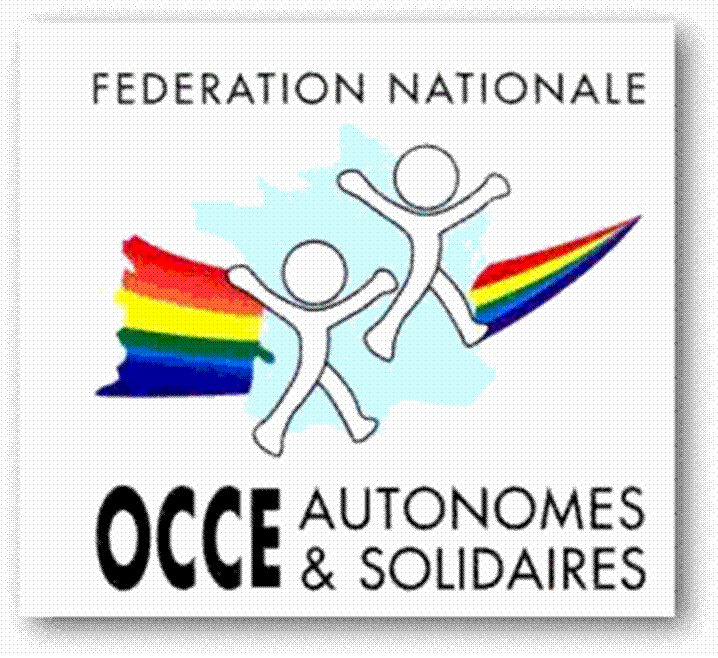 FEDERATION NATIONALE
OCCE AUTONOMES
& SOLIDAIRES